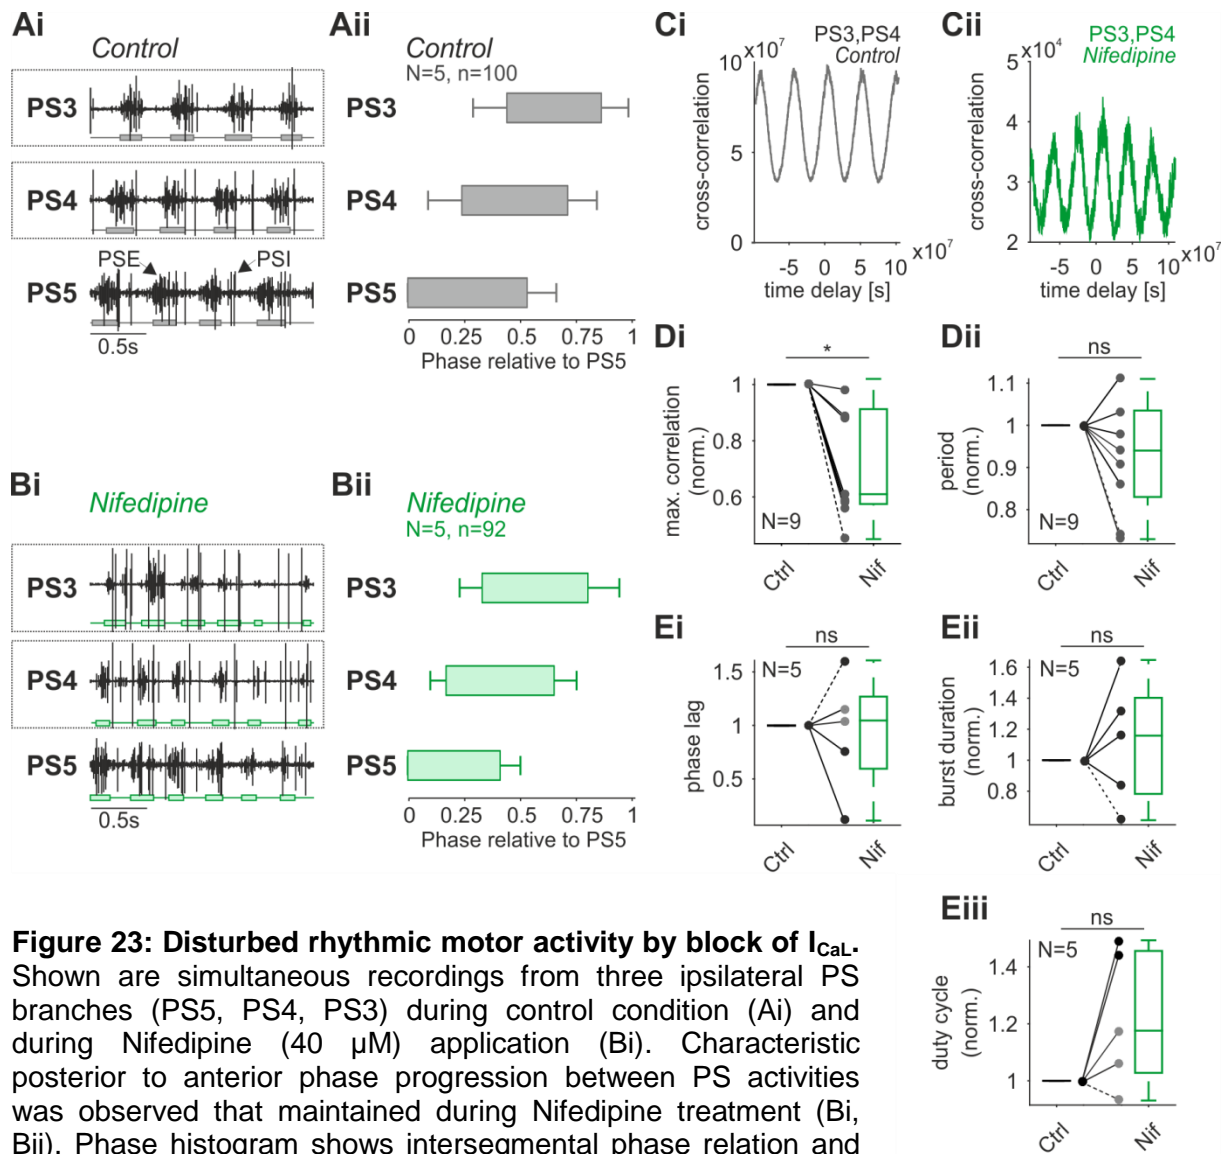 Ai
Control
PS3
PS4
PS5
PSE
PSI
0.5s
Aii
Control
N=5, n=100
PS3
PS4
PS5
0 0.25 0.5 0.75 1
Phase relative to PS5
Bi
Nifedipine
PS3
PS4
PS5
0.5s
Bii
Nifedipine
N=5, n=92
PS3
PS4
PS5
0 0.25 0.5 0.75 1
Phase relative to PS5
Ci
PS3,PS4
Control
x10⁷
10
5
0
cross-correlation
-5 0 5 10
x10⁷
time delay [s]
Cii
PS3,PS4
Nifedipine
x10⁴
5
4
3
2
cross-correlation
-5 0 5 10
x10⁷
time delay [s]
Di
*
1
0.8
0.6
max. correlation
(norm.)
N=9
Ctrl
Nif
Dii
ns
1.1
1
0.9
0.8
period
(norm.)
N=9
Ctrl
Nif
Ei
ns
N=5
1.5
1
0.5
phase lag
Ctrl
Nif
Eii
ns
N=5
1.6
1.4
1.2
1
0.8
burst duration
(norm.)
Ctrl
Nif
Eiii
ns
N=5
1.4
1.2
1
duty cycle
(norm.)
Ctrl
Nif
Figure 23: Disturbed rhythmic motor activity by block of I_CaL.
Shown are simultaneous recordings from three ipsilateral PS
branches (PS5, PS4, PS3) during control condition (Ai) and
during Nifedipine (40 µM) application (Bi). Characteristic
posterior to anterior phase progression between PS activities
was observed that maintained during Nifedipine treatment (Bi,
Bii). Phase histogram shows intersegmental phase relation and